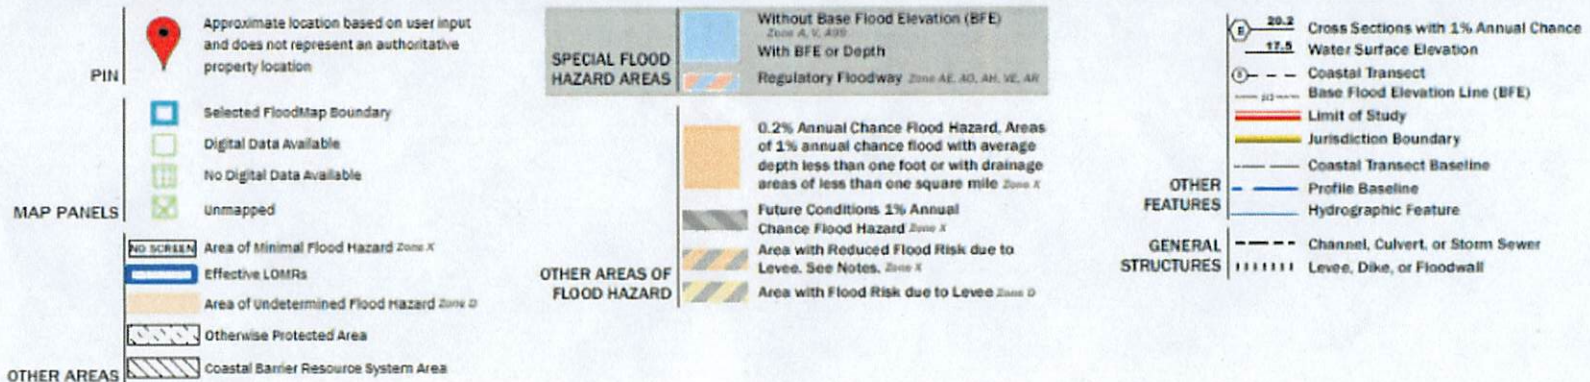 Approximate location based on user input
and does not represent an authoritative
property location
PIN
Selected FloodMap Boundary
Digital Data Available
No Digital Data Available
Unmapped
MAP PANELS
NO SCREEN Area of Minimal Flood Hazard Zone X
Effective LOMRs
Area of Undetermined Flood Hazard Zone D
Otherwise Protected Area
Coastal Barrier Resource System Area
OTHER AREAS
Without Base Flood Elevation (BFE)
Zone A, V, A99
With BFE or Depth
Regulatory Floodway Zone AE, AO, AH, VE, AR
SPECIAL FLOOD
HAZARD AREAS
0.2% Annual Chance Flood Hazard, Areas
of 1% annual chance flood with average
depth less than one foot or with drainage
areas of less than one square mile Zone X
Future Conditions 1% Annual
Chance Flood Hazard Zone X
Area with Reduced Flood Risk due to
Levee. See Notes. Zone X
Area with Flood Risk due to Levee Zone D
OTHER AREAS OF
FLOOD HAZARD
B 20.2 Cross Sections with 1% Annual Chance
17.5 Water Surface Elevation
8 Coastal Transect
Base Flood Elevation Line (BFE)
Limit of Study
Jurisdiction Boundary
Coastal Transect Baseline
Profile Baseline
Hydrographic Feature
OTHER
FEATURES
Channel, Culvert, or Storm Sewer
Levee, Dike, or Floodwall
GENERAL
STRUCTURES